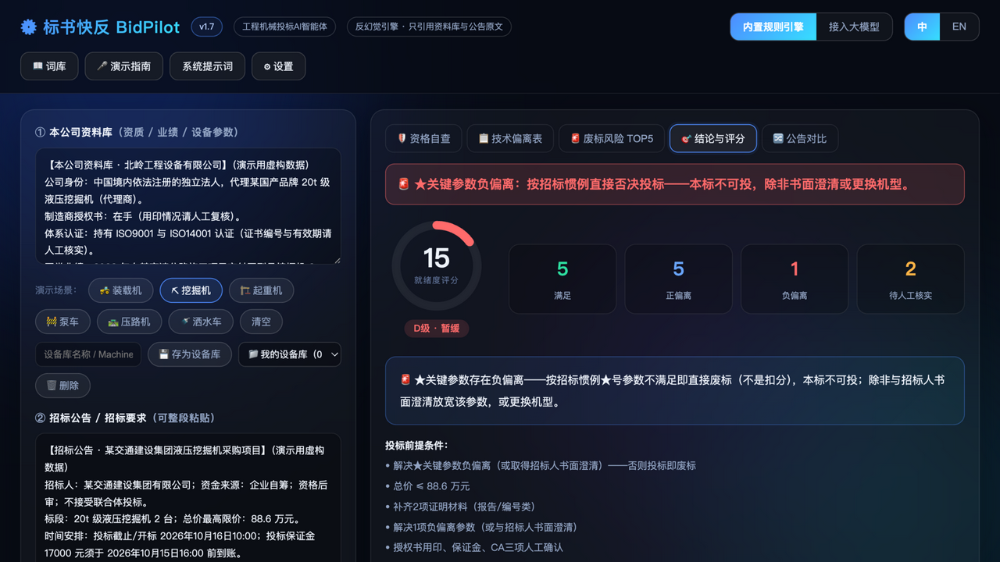 标书快反 BidPilot
v1.7
工程机械投标AI智能体
反幻觉引擎 · 只引用资料库与公告原文
内置规则引擎
接入大模型
中
EN
词库
演示指南
系统提示词
设置
① 本公司资料库（资质 / 业绩 / 设备参数）
【本公司资料库 · 北岭工程设备有限公司】（演示用虚构数据）
公司身份：中国境内依法注册的独立法人，代理某国产品牌 20t 级
液压挖掘机（代理商）。
制造商授权书：在手（用印情况请人工复核）。
体系认证：持有 ISO9001 与 ISO14001 认证（证书编号与有效期请
人工核实）。
演示场景：
装载机
挖掘机
起重机
泵车
压路机
洒水车
清空
设备库名称 / Machine
存为设备库
我的设备库（0
删除
② 招标公告 / 招标要求（可整段粘贴）
【招标公告 · 某交通建设集团液压挖掘机采购项目】（演示用虚构
数据）
招标人：某交通建设集团有限公司；资金来源：企业自筹；资格后
审；不接受联合体投标。
标段：20t 级液压挖掘机 2 台；总价最高限价：88.6 万元。
时间安排：投标截止/开标 2026年10月16日10:00；投标保证金
17000 元须于 2026年10月15日16:00 前到账。
资格自查
技术偏离表
废标风险 TOP5
结论与评分
公告对比
★关键参数负偏离：按招标惯例直接否决投标——本标不可投，除非书面澄清或更换机型。
15
就绪度评分
D级 · 暂缓
5
满足
5
正偏离
1
负偏离
2
待人工核实
★关键参数存在负偏离——按招标惯例★号参数不满足即直接废标（不是扣分），本标不可投；除非与招标人书
面澄清放宽该参数，或更换机型。
投标前提条件：
• 解决★关键参数负偏离（或取得招标人书面澄清）——否则投标即废标
• 总价 ≤ 88.6 万元
• 补齐2项证明材料（报告/编号类）
• 解决1项负偏离参数（或与招标人书面澄清）
• 授权书用印、保证金、CA三项人工确认